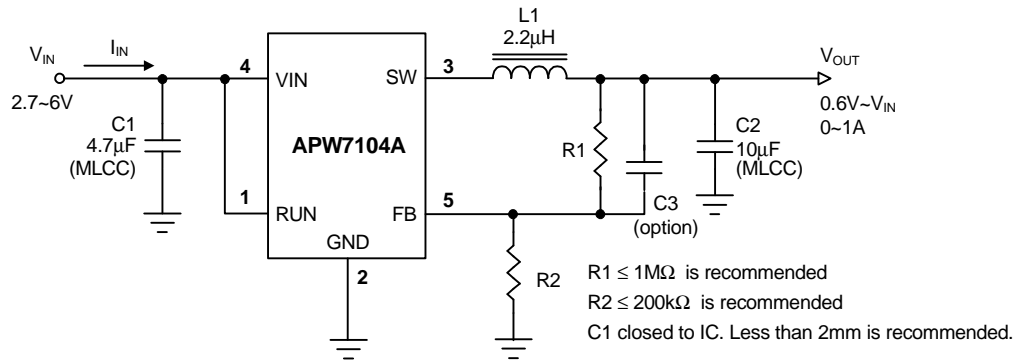 V_IN
I_IN
2.7~6V
C1
4.7μF
(MLCC)
4
VIN
SW
3
APW7104A
1
RUN
FB
5
GND
2
L1
2.2μH
V_OUT
0.6V~V_IN
0~1A
R1
C2
10μF
(MLCC)
C3
(option)
R2
R1 ≤ 1MΩ is recommended
R2 ≤ 200kΩ is recommended
C1 closed to IC. Less than 2mm is recommended.